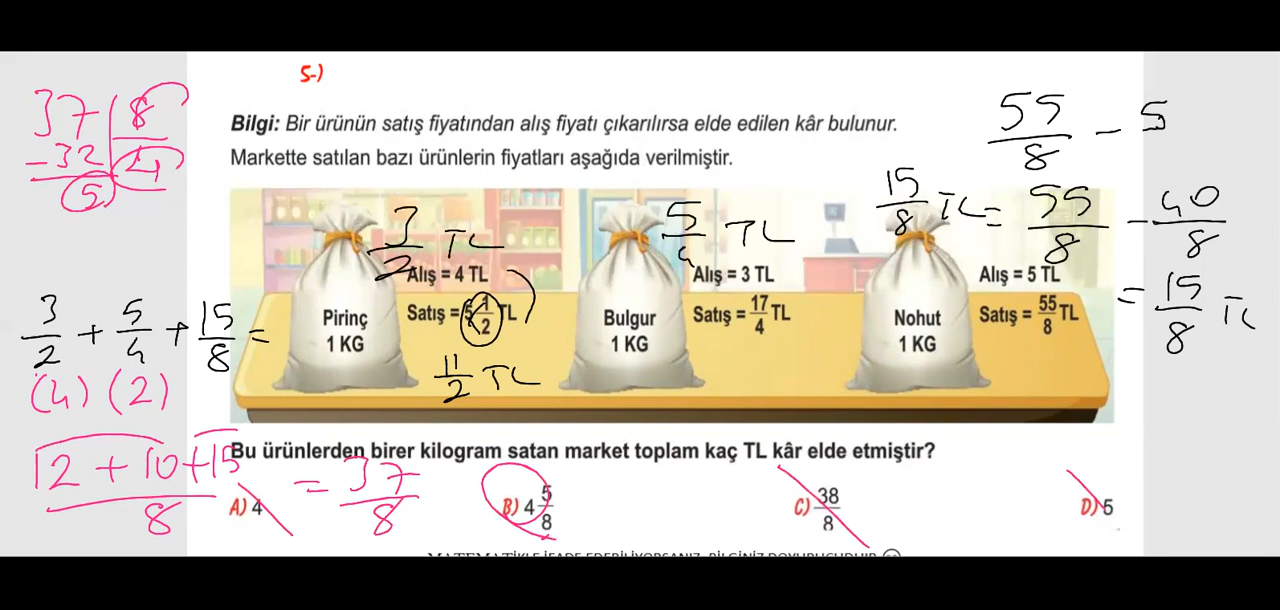 5-)
37 | 8
- 32 | 4
5
Bilgi: Bir ürünün satış fiyatından alış fiyatı çıkarılırsa elde edilen kâr bulunur.
Markette satılan bazı ürünlerin fiyatları aşağıda verilmiştir.
55/8 - 5
15/8 TL = 55/8 - 40/8
= 15/8 TL
3/2 TL
Alış = 4 TL
Satış = 5 1/2 TL
11/2 TL
Pirinç
1 KG
5/4 TL
Alış = 3 TL
Satış = 17/4 TL
Bulgur
1 KG
Alış = 5 TL
Satış = 55/8 TL
Nohut
1 KG
3/2 + 5/4 + 15/8 =
(4) (2)
12 + 10 + 15 / 8 = 37/8
Bu ürünlerden birer kilogram satan market toplam kaç TL kâr elde etmiştir?
A) 4
B) 4 5/8
C) 38/8
D) 5